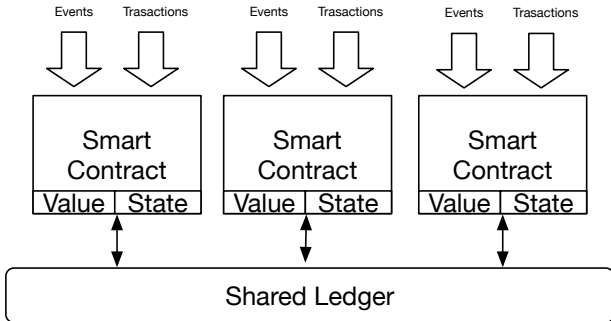 Events Trasactions Events Trasactions Events Trasactions
Smart Contract
Value State
Smart Contract
Value State
Smart Contract
Value State
Shared Ledger